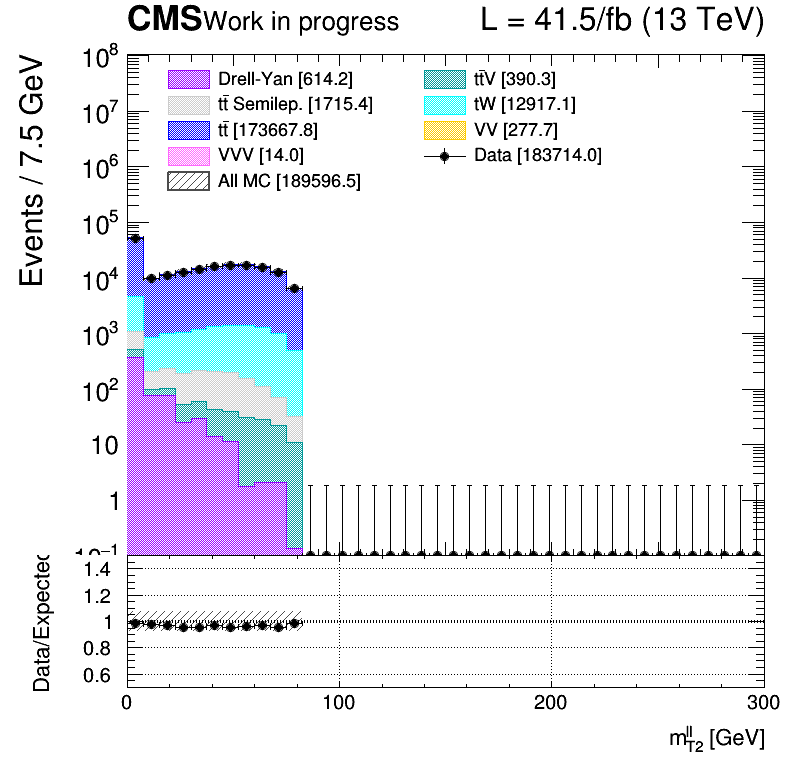 CMS Work in progress L = 41.5/fb (13 TeV)
Events / 7.5 GeV
10⁸
10⁷
10⁶
10⁵
10⁴
10³
10²
10
1
10⁻¹
Drell-Yan [614.2]
tt̄ Semilep. [1715.4]
tt̄ [173667.8]
VVV [14.0]
All MC [189596.5]
tt̄V [390.3]
tW [12917.1]
VV [277.7]
Data [183714.0]
Data/Expected
1.4
1.2
1
0.8
0.6
0 100 200 300
m_T2^ll [GeV]